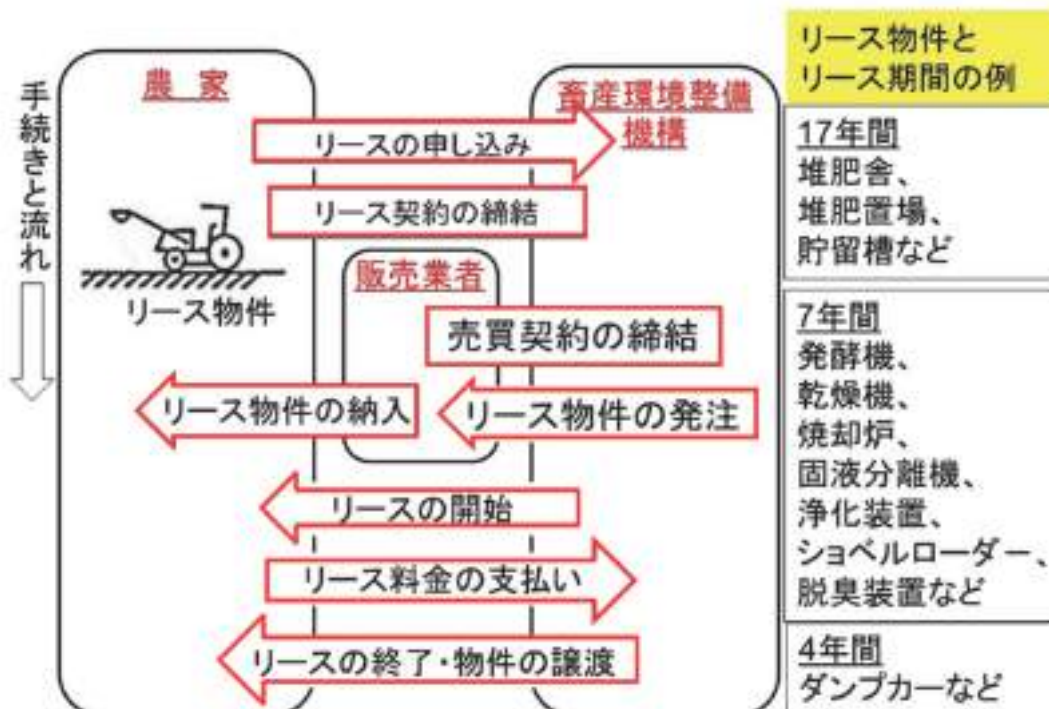 手続きと流れ
農 家
畜産環境整備
機構
リースの申し込み
リース契約の締結
リース物件
販売業者
売買契約の締結
リース物件の納入
リース物件の発注
リースの開始
リース料金の支払い
リースの終了・物件の譲渡
リース物件と
リース期間の例
17年間
堆肥舎、
堆肥置場、
貯留槽など
7年間
発酵機、
乾燥機、
焼却炉、
固液分離機、
浄化装置、
ショベルローダー、
脱臭装置など
4年間
ダンプカーなど